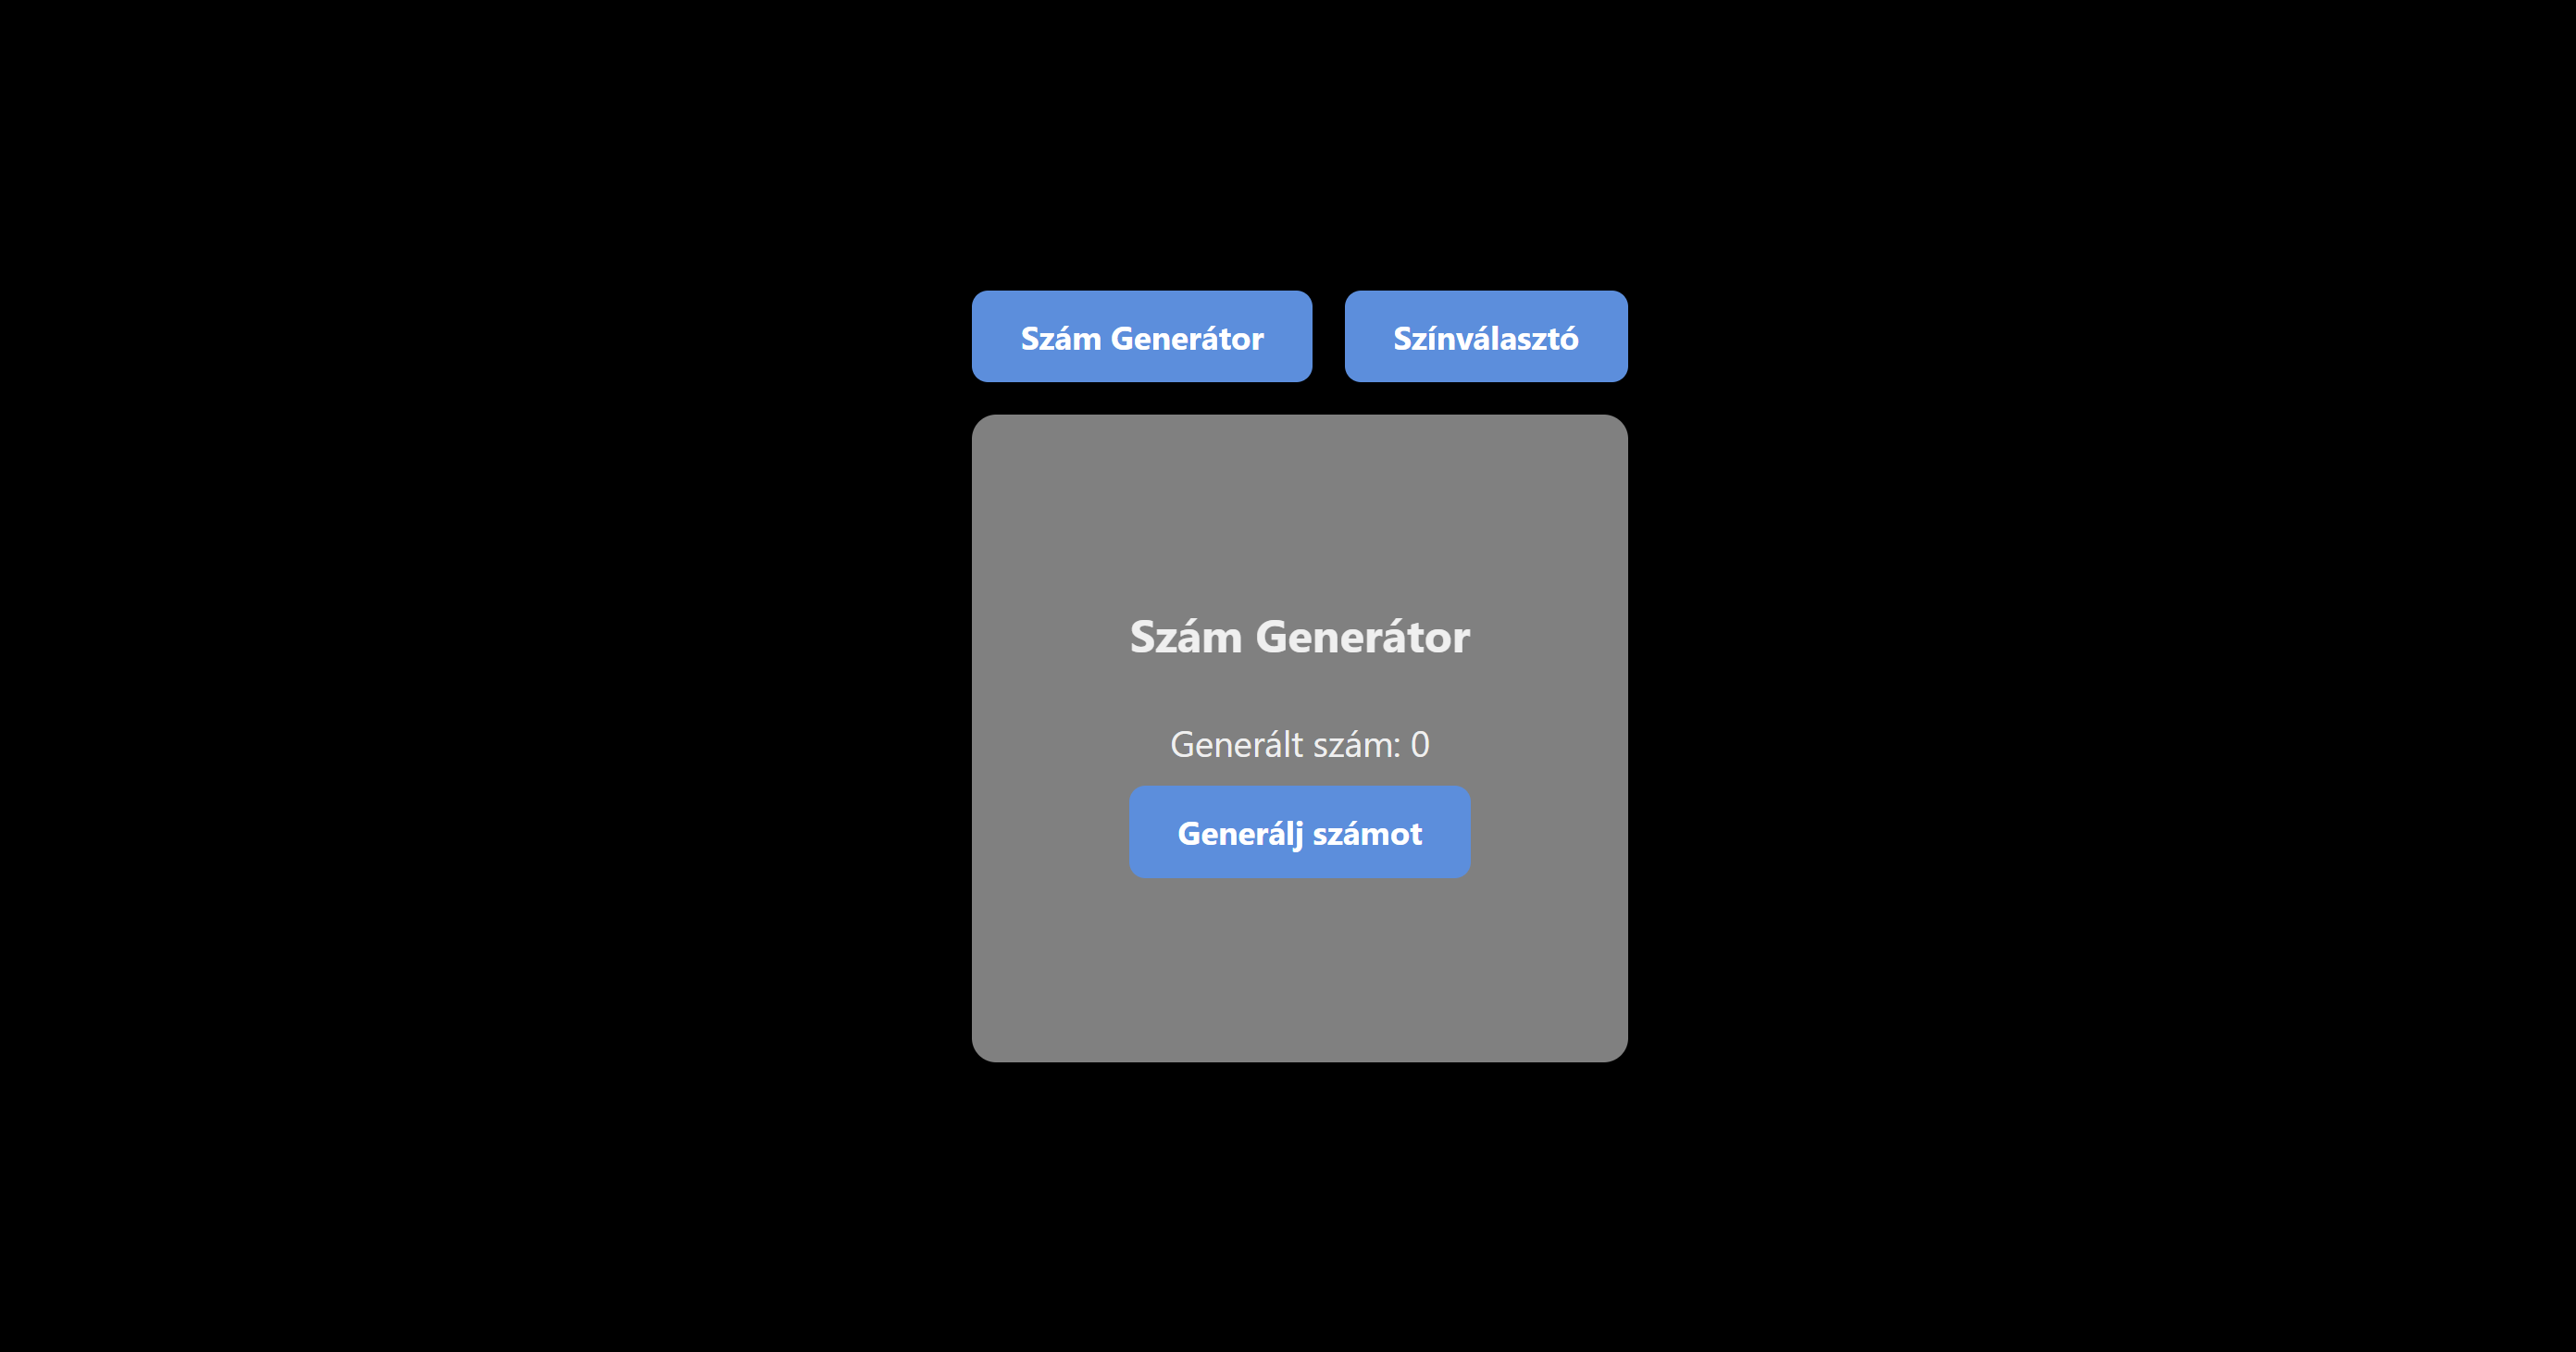 Szám Generátor
Színválasztó
Szám Generátor
Generált szám: 0
Generálj számot